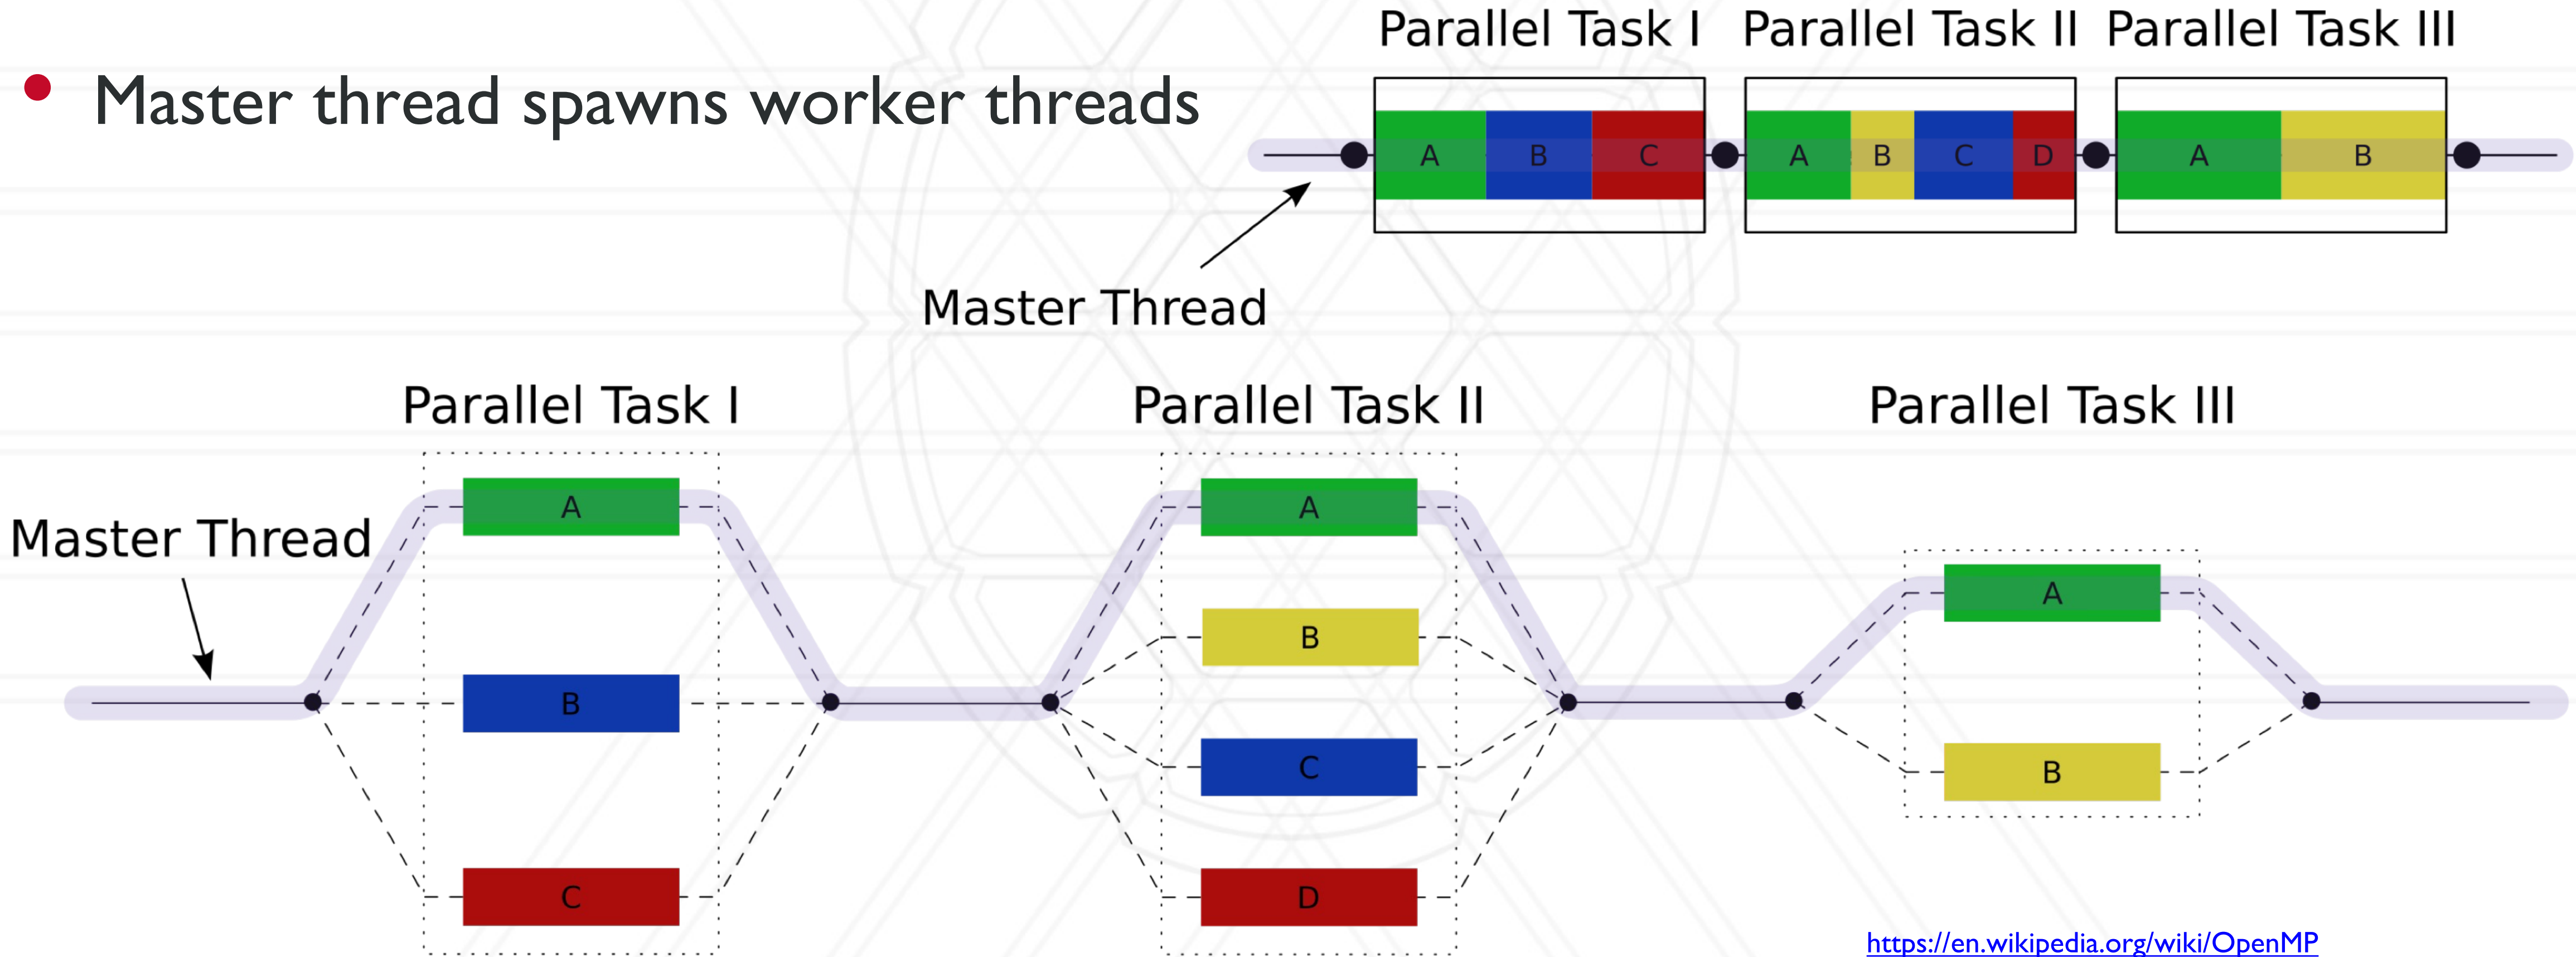 Parallel Task I Parallel Task II Parallel Task III
• Master thread spawns worker threads
A B C A B C D A B
Master Thread
Parallel Task I Parallel Task II Parallel Task III
A A
Master Thread
A
B B
B
C
B
C D
https://en.wikipedia.org/wiki/OpenMP